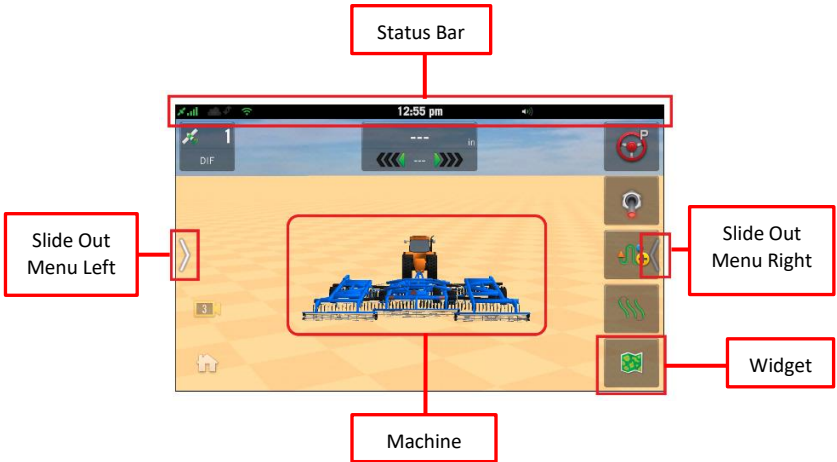 Status Bar
12:55 pm
1
DIF
---
in
---
P
Slide Out
Menu Left
Slide Out
Menu Right
3
Widget
Machine